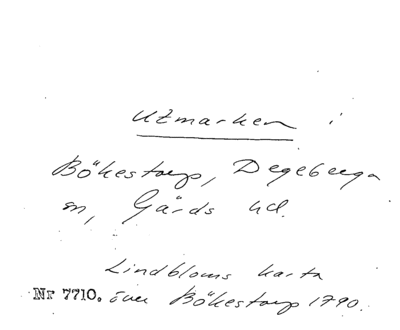 Utmarken i
Bökestorp, Degeberga
sn, Gärds hd.
Lindbloms karta
Nr 7710. över Bökestorp 1790.